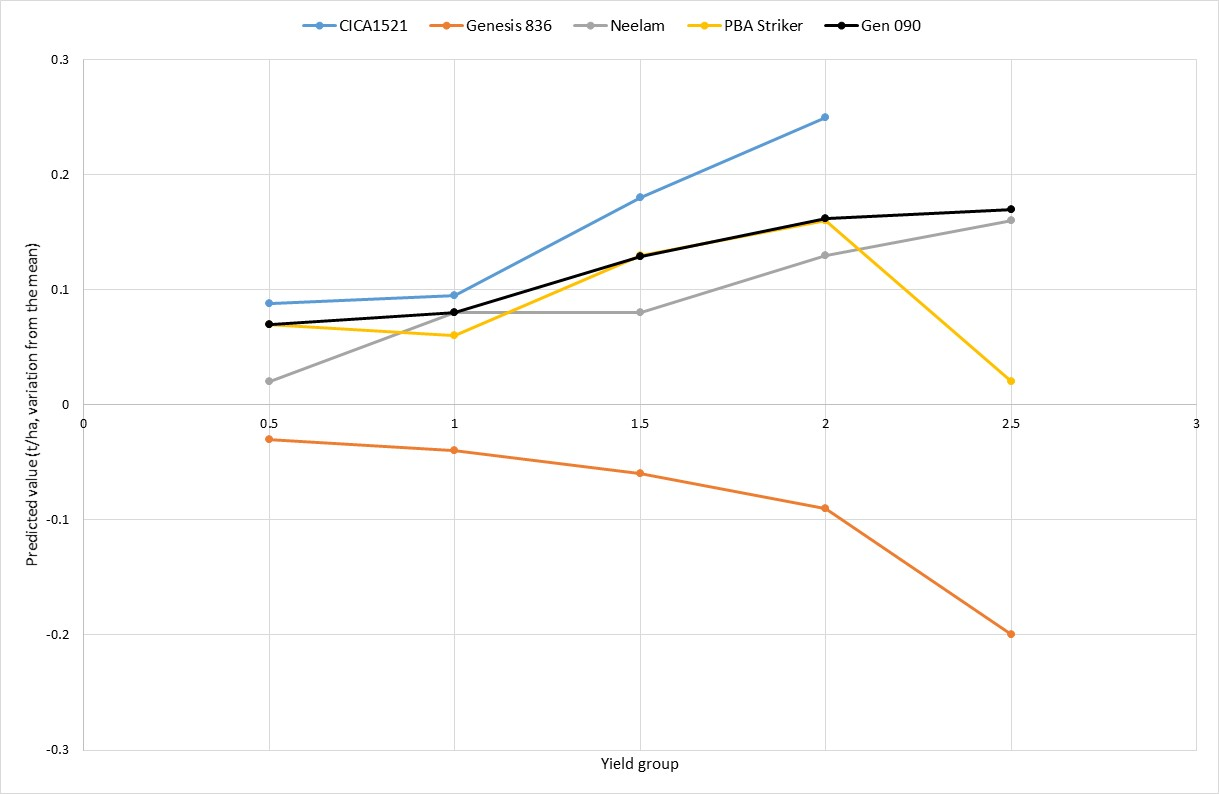 CICA1521 Genesis 836 Neelam PBA Striker Gen 090
0.3
0.2
0.1
0
-0.1
-0.2
-0.3
0 0.5 1 1.5 2 2.5 3
Predicted value (t/ha, variation from the mean)
Yield group